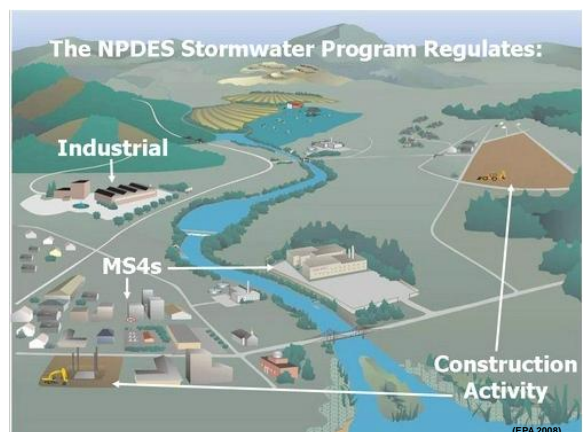 The NPDES Stormwater Program Regulates:
Industrial
MS4s
Construction
Activity
(EPA 2008)